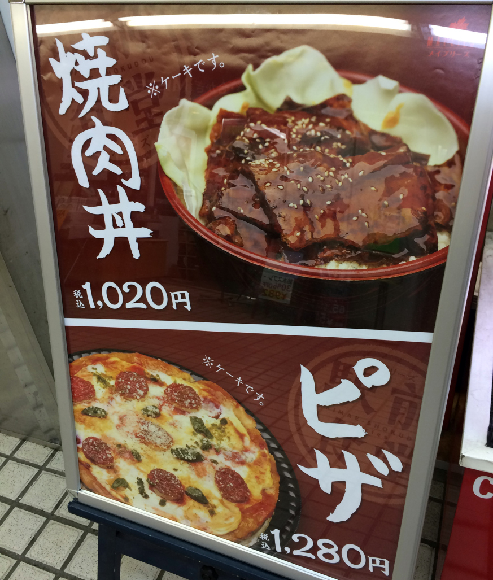 焼肉丼
※ケーキです。
税込1,020円
ピザ
※ケーキです。
税込1,280円
C